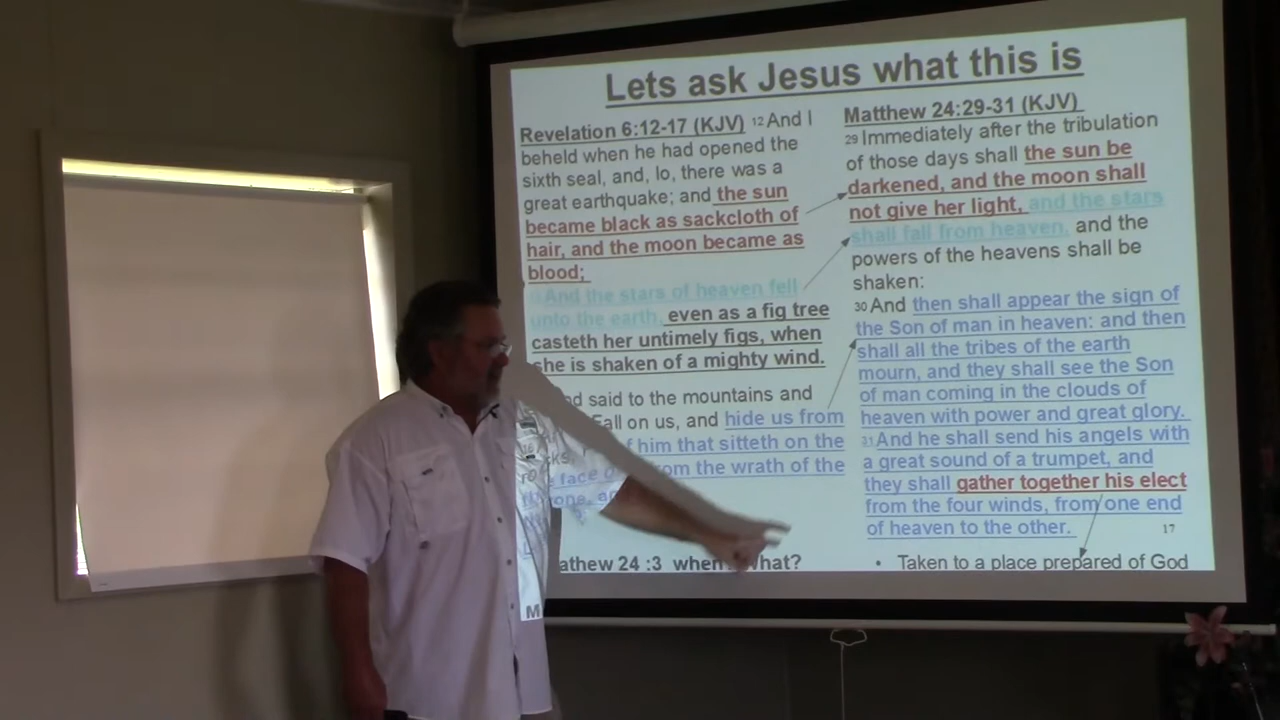 Lets ask Jesus what this is
Revelation 6:12-17 (KJV) 12 And I
beheld when he had opened the
sixth seal, and, lo, there was a
great earthquake; and the sun
became black as sackcloth of
hair, and the moon became as
blood;
And the stars of heaven fell
unto the earth, even as a fig tree
casteth her untimely figs, when
she is shaken of a mighty wind.
said to the mountains and
Fall on us, and hide us from
him that sitteth on the
face from the wrath of the
Matthew 24:29-31 (KJV)
29 Immediately after the tribulation
of those days shall the sun be
darkened, and the moon shall
not give her light, and the stars
shall fall from heaven, and the
powers of the heavens shall be
shaken:
30 And then shall appear the sign of
the Son of man in heaven: and then
shall all the tribes of the earth
mourn, and they shall see the Son
of man coming in the clouds of
heaven with power and great glory.
31 And he shall send his angels with
a great sound of a trumpet, and
they shall gather together his elect
from the four winds, from one end
of heaven to the other.
17
athew 24 :3 when what?
• Taken to a place prepared of God